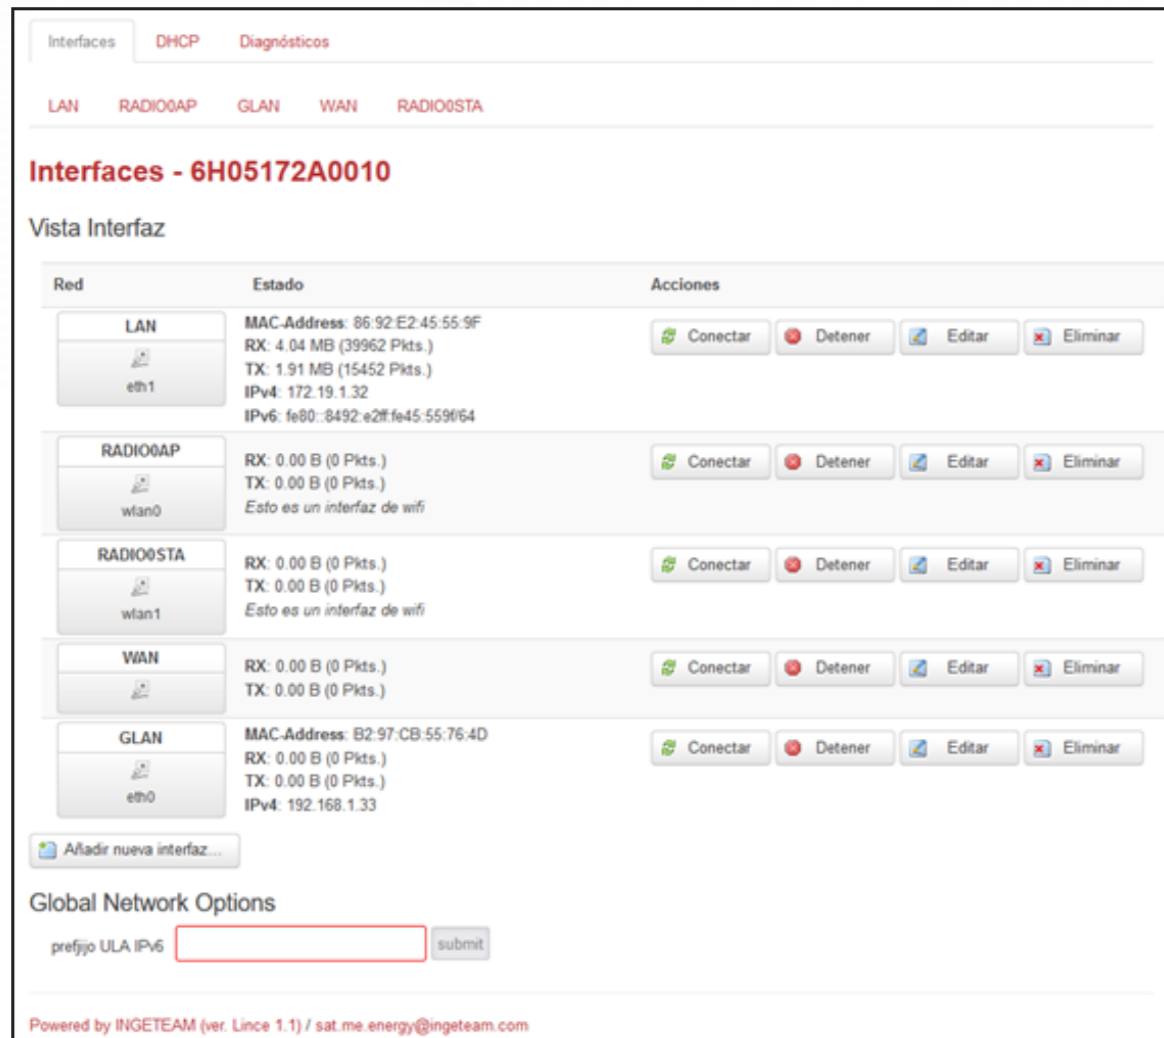 Interfaces DHCP Diagnósticos
LAN RADIO0AP GLAN WAN RADIO0STA
Interfaces - 6H05172A0010
Vista Interfaz
Red Estado Acciones
LAN
eth1
MAC-Address: 86:92:E2:45:55:9F
RX: 4.04 MB (39962 Pkts.)
TX: 1.91 MB (15452 Pkts.)
IPv4: 172.19.1.32
IPv6: fe80::8492:e2ff:fe45:559f/64
Conectar Detener Editar Eliminar
RADIO0AP
wlan0
RX: 0.00 B (0 Pkts.)
TX: 0.00 B (0 Pkts.)
Esto es un interfaz de wifi
Conectar Detener Editar Eliminar
RADIO0STA
wlan1
RX: 0.00 B (0 Pkts.)
TX: 0.00 B (0 Pkts.)
Esto es un interfaz de wifi
Conectar Detener Editar Eliminar
WAN
RX: 0.00 B (0 Pkts.)
TX: 0.00 B (0 Pkts.)
Conectar Detener Editar Eliminar
GLAN
eth0
MAC-Address: B2:97:CB:55:76:4D
RX: 0.00 B (0 Pkts.)
TX: 0.00 B (0 Pkts.)
IPv4: 192.168.1.33
Conectar Detener Editar Eliminar
Añadir nueva interfaz...
Global Network Options
prefijio ULA IPv6 submit
Powered by INGETEAM (ver. Lince 1.1) / sat.me.energy@ingeteam.com